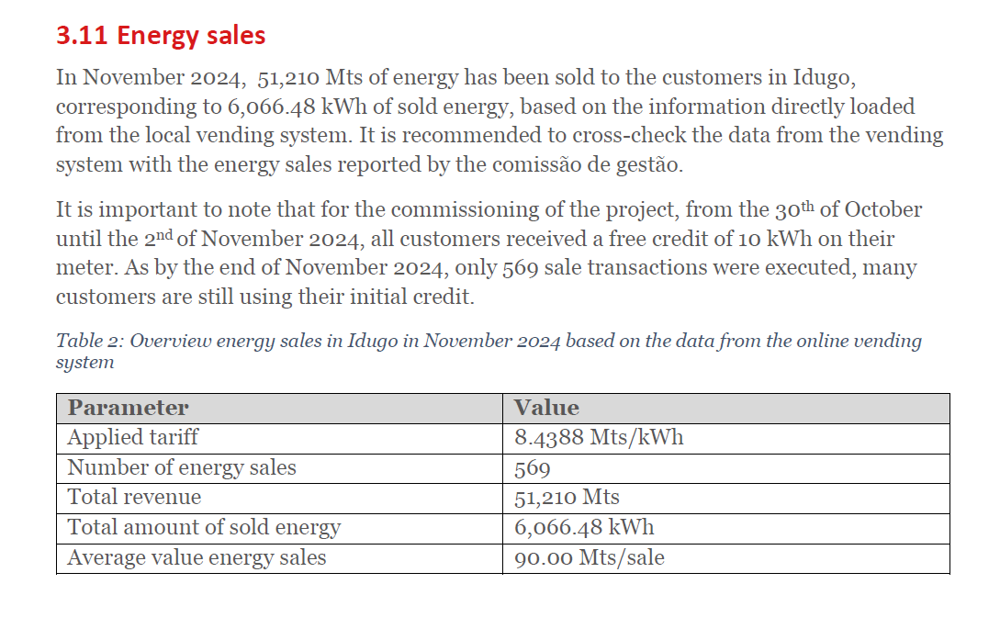 3.11 Energy sales
In November 2024,  51,210 Mts of energy has been sold to the customers in Idugo,
corresponding to 6,066.48 kWh of sold energy, based on the information directly loaded
from the local vending system. It is recommended to cross-check the data from the vending
system with the energy sales reported by the comissão de gestão.
It is important to note that for the commissioning of the project, from the 30th of October
until the 2nd of November 2024, all customers received a free credit of 10 kWh on their
meter. As by the end of November 2024, only 569 sale transactions were executed, many
customers are still using their initial credit.
Table 2: Overview energy sales in Idugo in November 2024 based on the data from the online vending
system
Parameter Value
Applied tariff 8.4388 Mts/kWh
Number of energy sales 569
Total revenue 51,210 Mts
Total amount of sold energy 6,066.48 kWh
Average value energy sales 90.00 Mts/sale